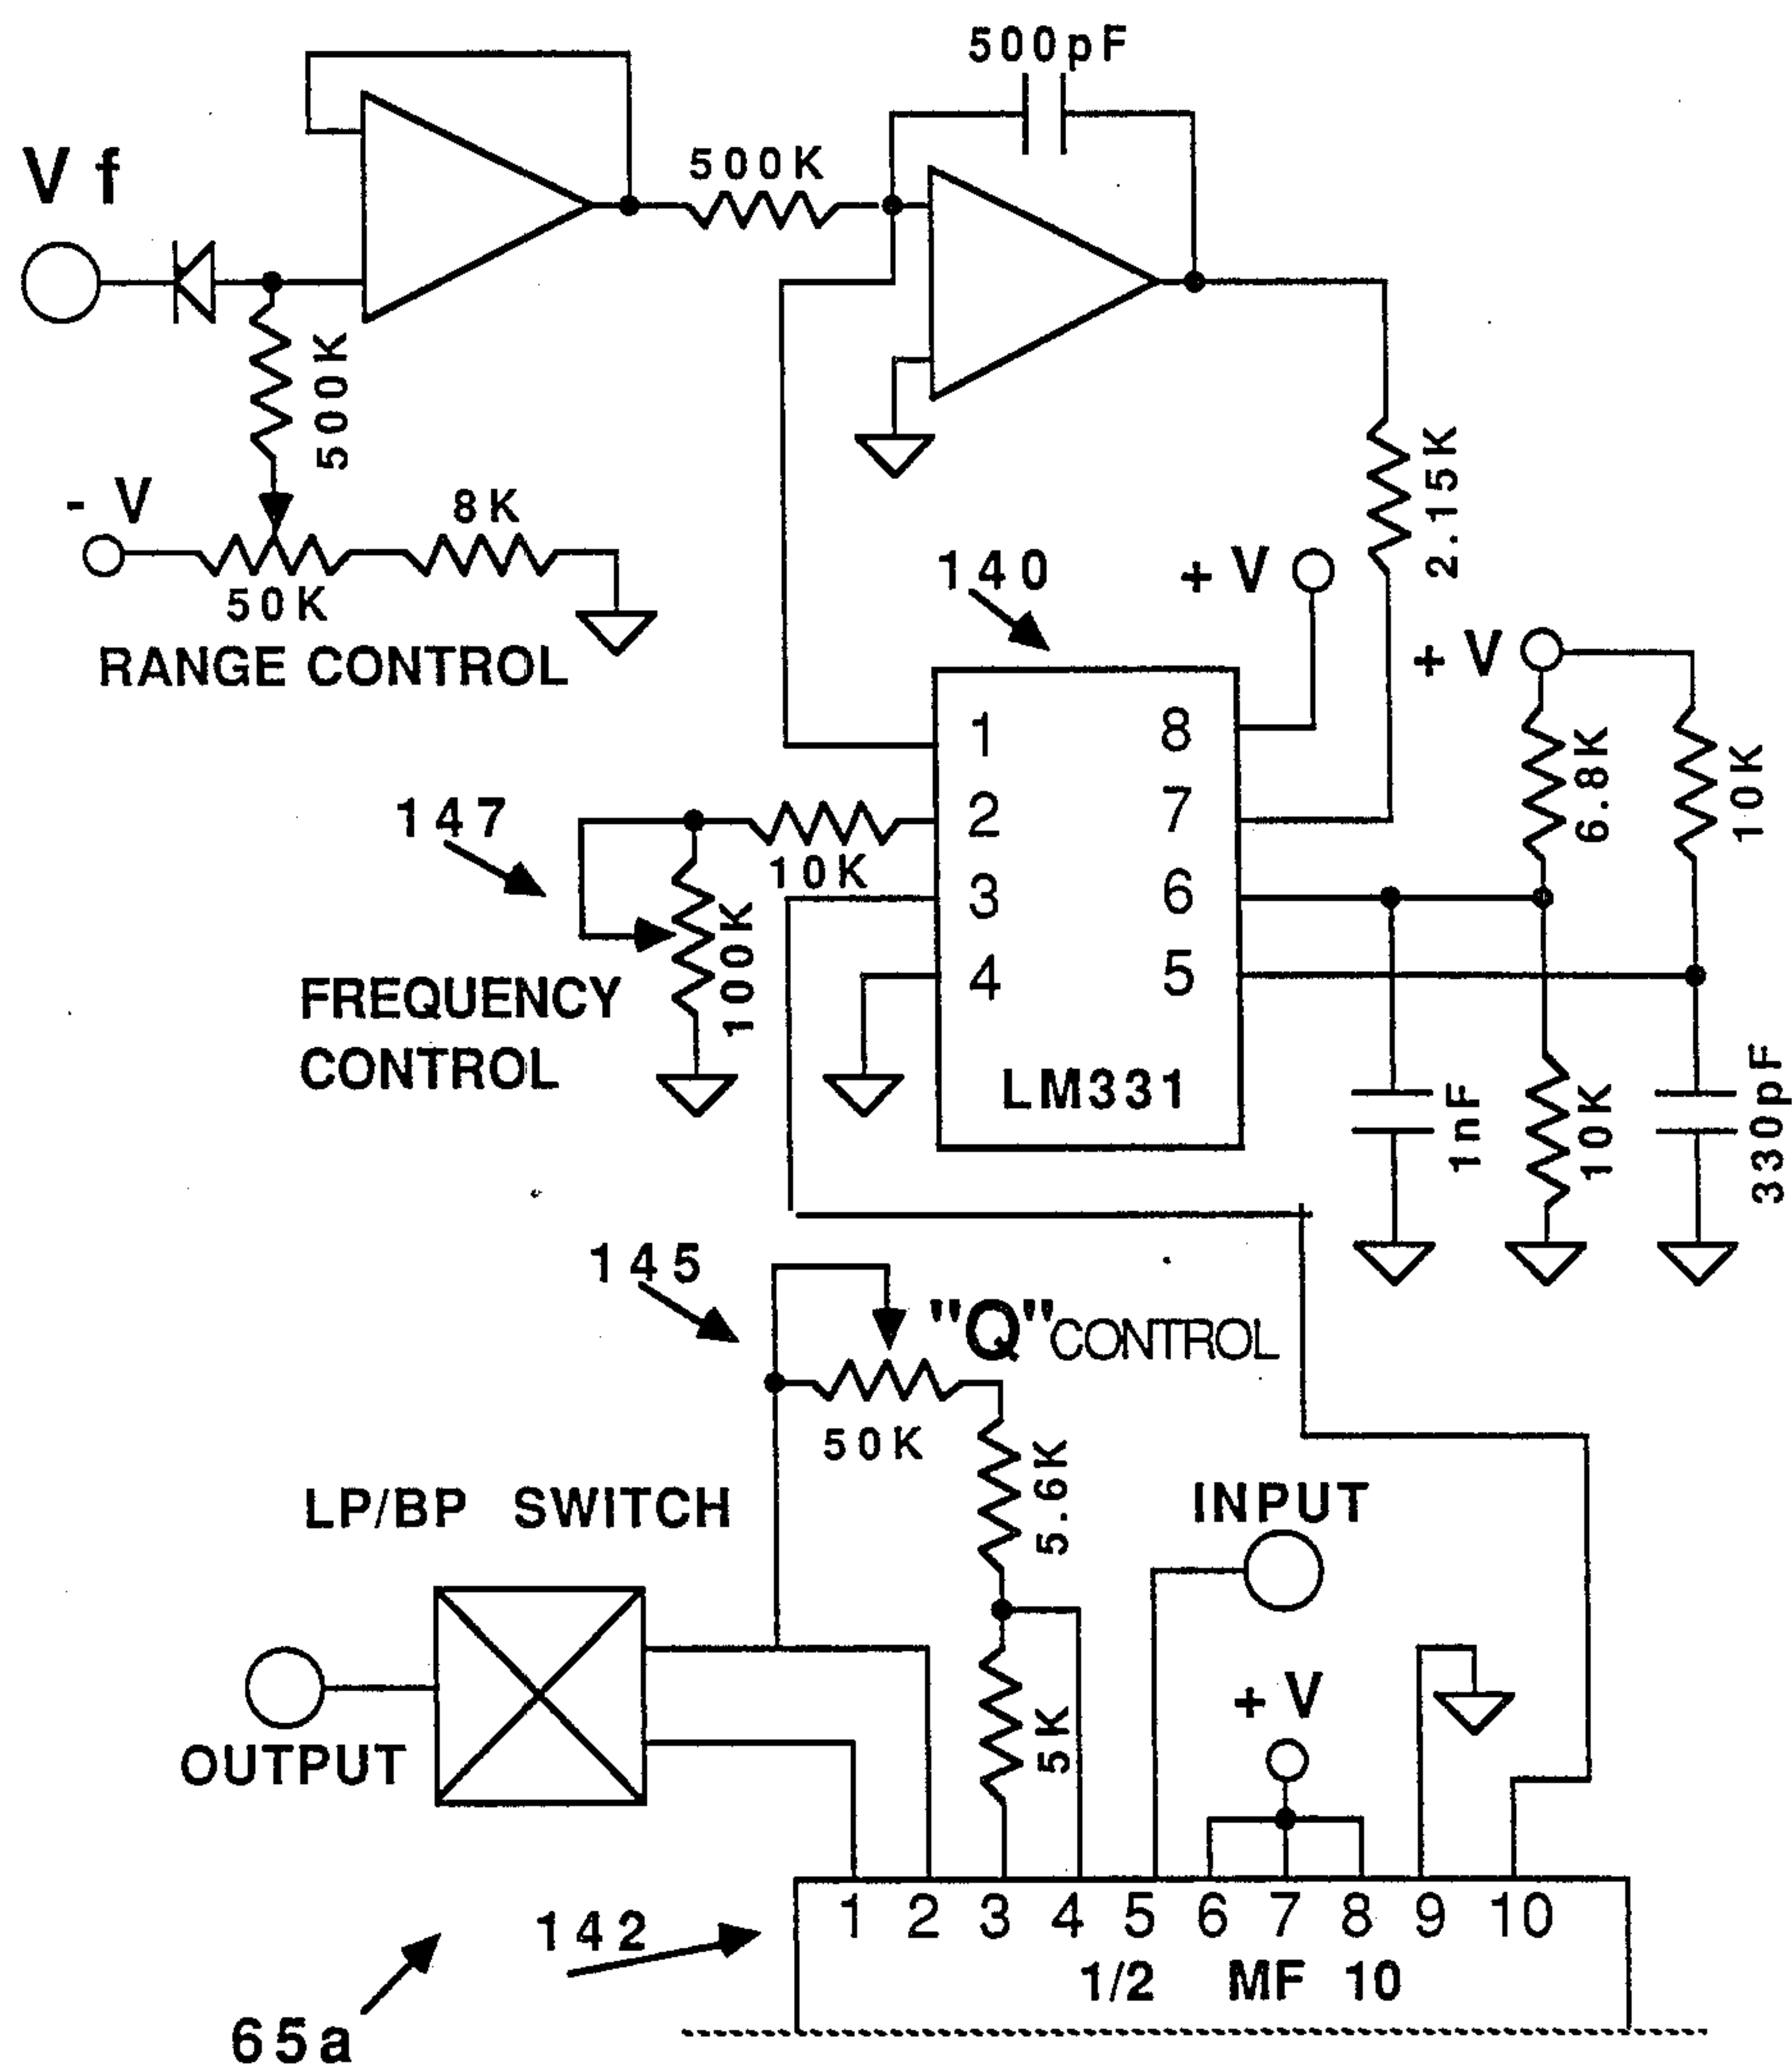 500pF
V f
500K
500K
- V
8K
50K
RANGE CONTROL
2.15K
140
+ V
+ V
6.8K
10K
1 8
2 7
3 6
4 5
LM331
147
10K
100K
FREQUENCY
CONTROL
1nF
10K
330pF
145
"Q" CONTROL
50K
5.6K
LP/BP SWITCH
INPUT
+ V
5K
OUTPUT
1 2 3 4 5 6 7 8 9 10
1/2 MF 10
142
65a